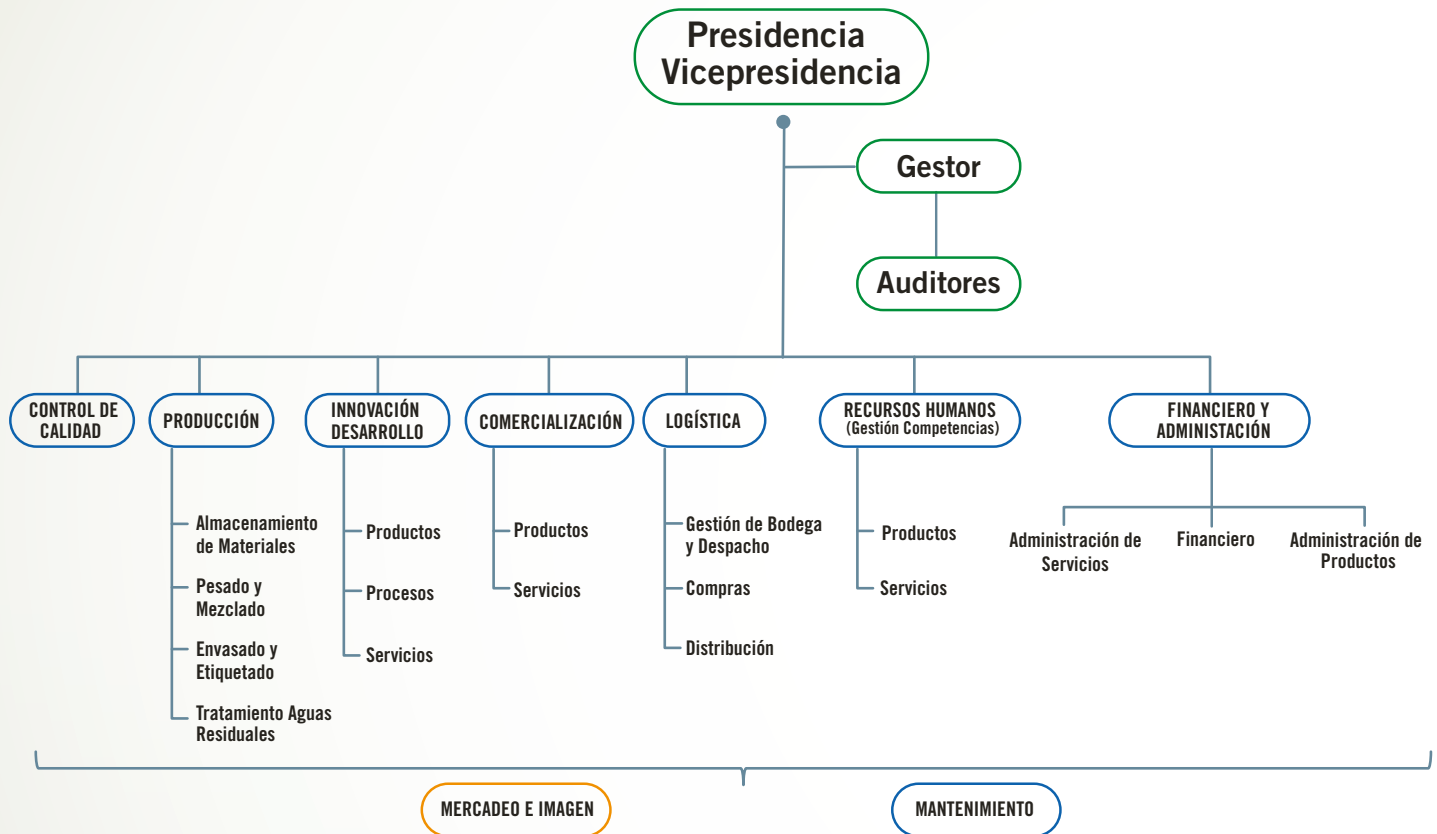 Presidencia
Vicepresidencia
Gestor
Auditores
CONTROL DE
CALIDAD
PRODUCCIÓN
INNOVACIÓN
DESARROLLO
COMERCIALIZACIÓN
LOGÍSTICA
RECURSOS HUMANOS
(Gestión Competencias)
FINANCIERO Y
ADMINISTACIÓN
Almacenamiento
de Materiales
Pesado y
Mezclado
Envasado y
Etiquetado
Tratamiento Aguas
Residuales
Productos
Procesos
Servicios
Productos
Servicios
Gestión de Bodega
y Despacho
Compras
Distribución
Productos
Servicios
Administración de
Servicios
Financiero
Administración de
Productos
MERCADEO E IMAGEN
MANTENIMIENTO